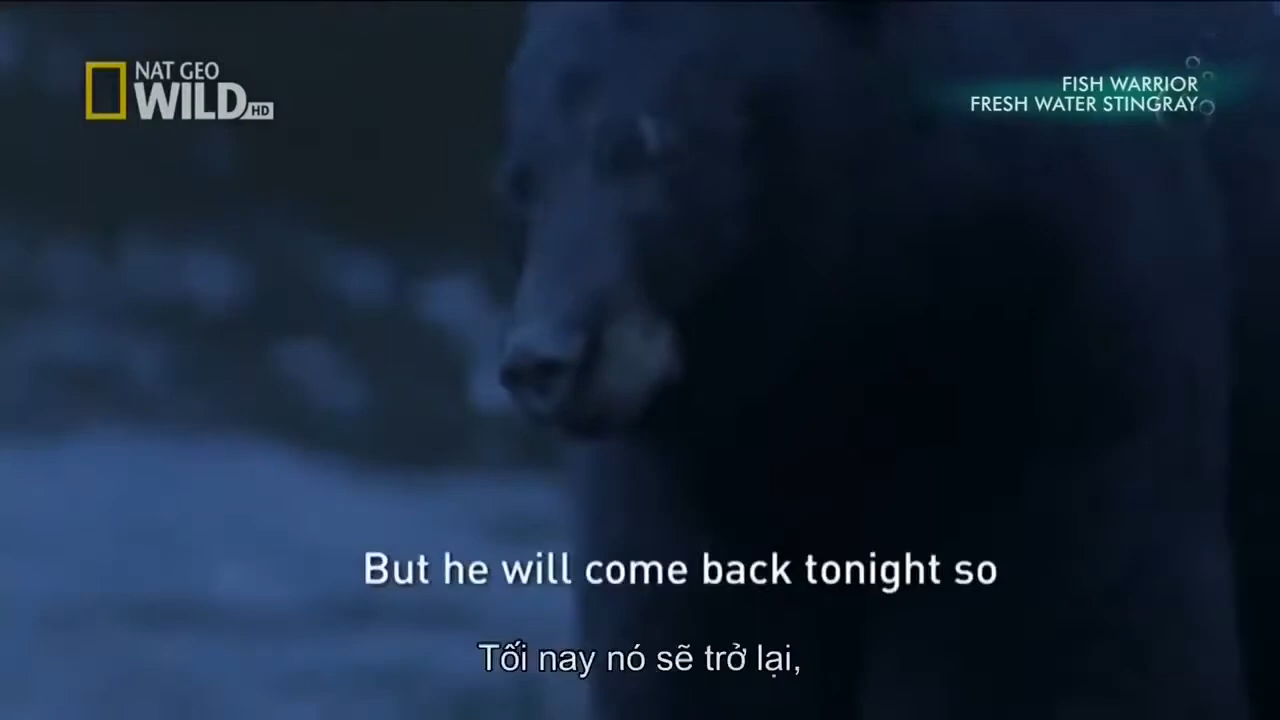 NAT GEO
WILD HD
FISH WARRIOR
FRESH WATER STINGRAY
But he will come back tonight so
Tối nay nó sẽ trở lại,